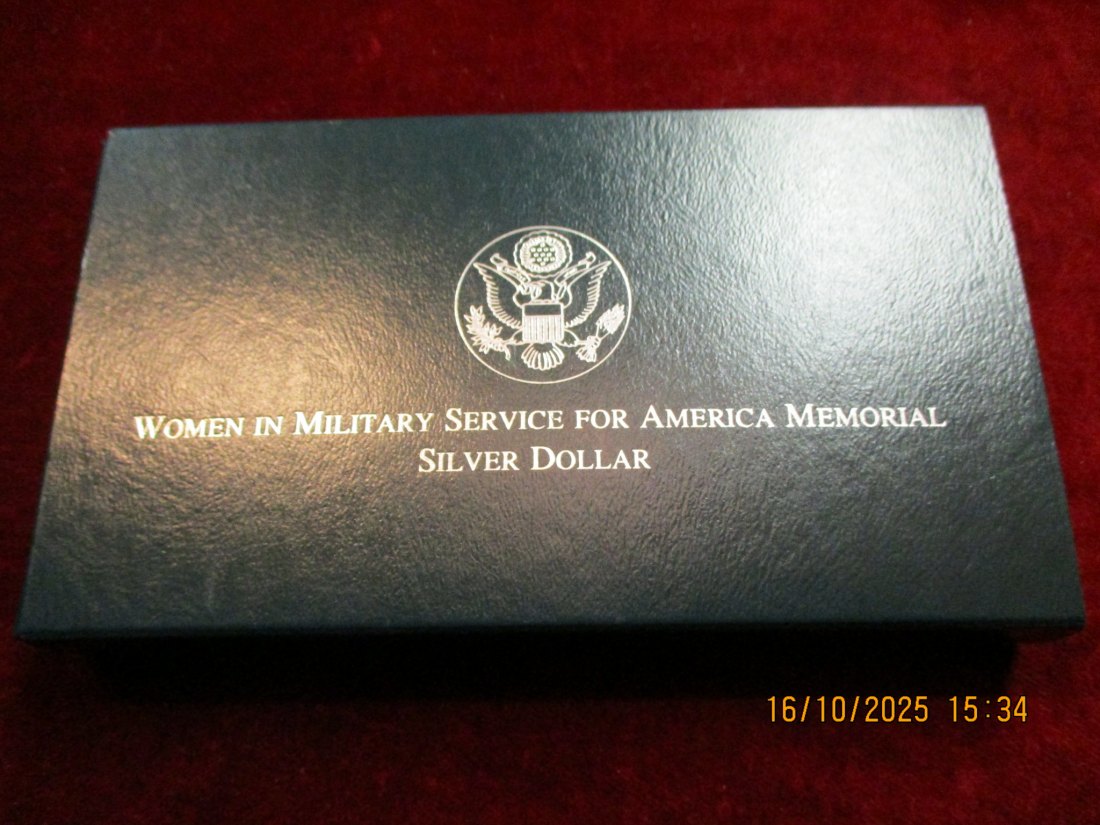 WOMEN IN MILITARY SERVICE FOR AMERICA MEMORIAL
SILVER DOLLAR
16/10/2025 15:34